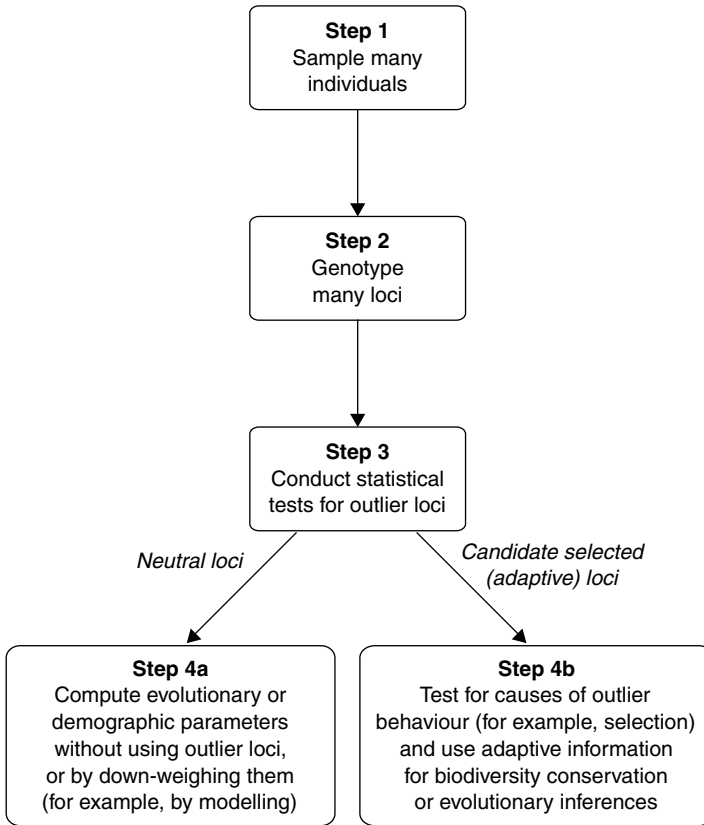 Step 1
Sample many
individuals
Step 2
Genotype
many loci
Step 3
Conduct statistical
tests for outlier loci
Neutral loci
Candidate selected
(adaptive) loci
Step 4a
Compute evolutionary or
demographic parameters
without using outlier loci,
or by down-weighing them
(for example, by modelling)
Step 4b
Test for causes of outlier
behaviour (for example, selection)
and use adaptive information
for biodiversity conservation
or evolutionary inferences